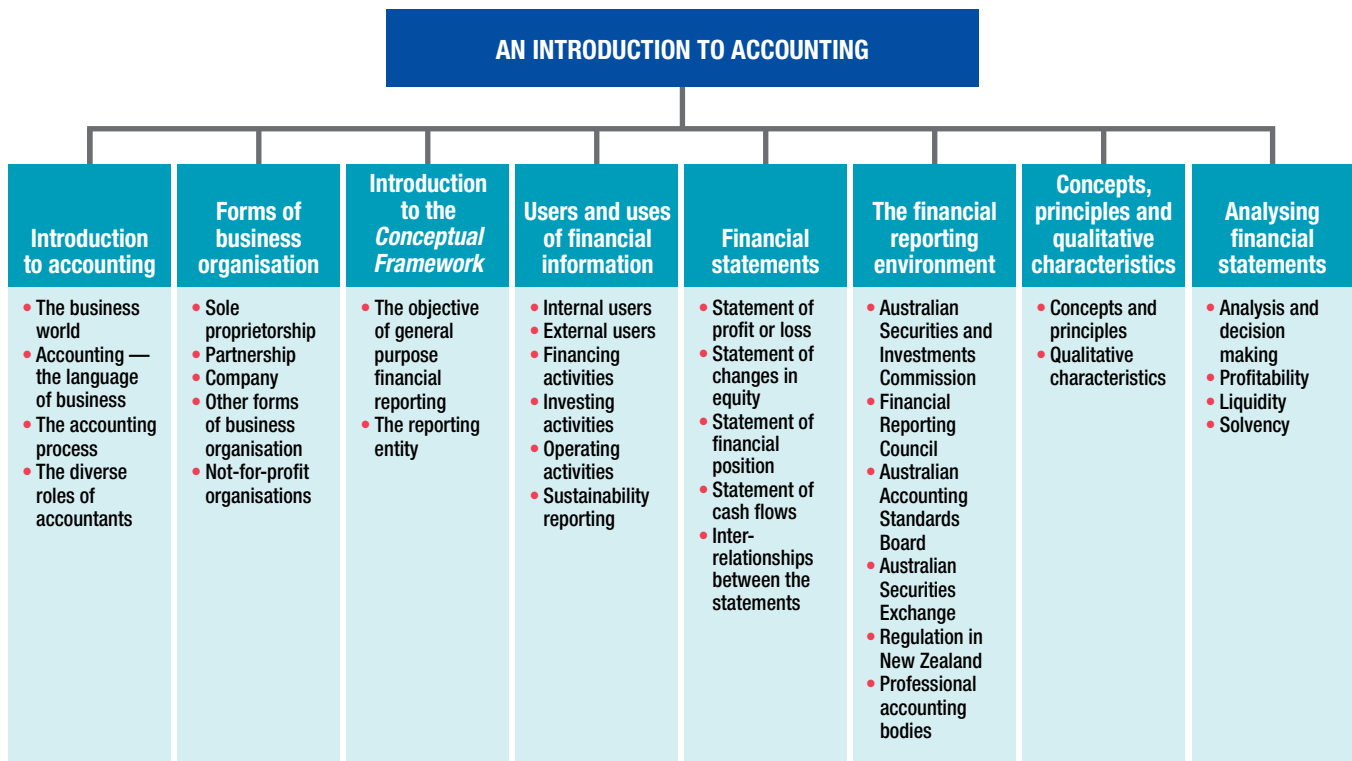 AN INTRODUCTION TO ACCOUNTING
Introduction
to accounting
• The business
world
• Accounting —
the language
of business
• The accounting
process
• The diverse
roles of
accountants
Forms of
business
organisation
• Sole
proprietorship
• Partnership
• Company
• Other forms
of business
organisation
• Not-for-profit
organisations
Introduction
to the
Conceptual
Framework
• The objective
of general
purpose
financial
reporting
• The reporting
entity
Users and uses
of financial
information
• Internal users
• External users
• Financing
activities
• Investing
activities
• Operating
activities
• Sustainability
reporting
Financial
statements
• Statement of
profit or loss
• Statement of
changes in
equity
• Statement of
financial
position
• Statement of
cash flows
• Inter-
relationships
between the
statements
The financial
reporting
environment
• Australian
Securities and
Investments
Commission
• Financial
Reporting
Council
• Australian
Accounting
Standards
Board
• Australian
Securities
Exchange
• Regulation in
New Zealand
• Professional
accounting
bodies
Concepts,
principles and
qualitative
characteristics
• Concepts and
principles
• Qualitative
characteristics
Analysing
financial
statements
• Analysis and
decision
making
• Profitability
• Liquidity
• Solvency